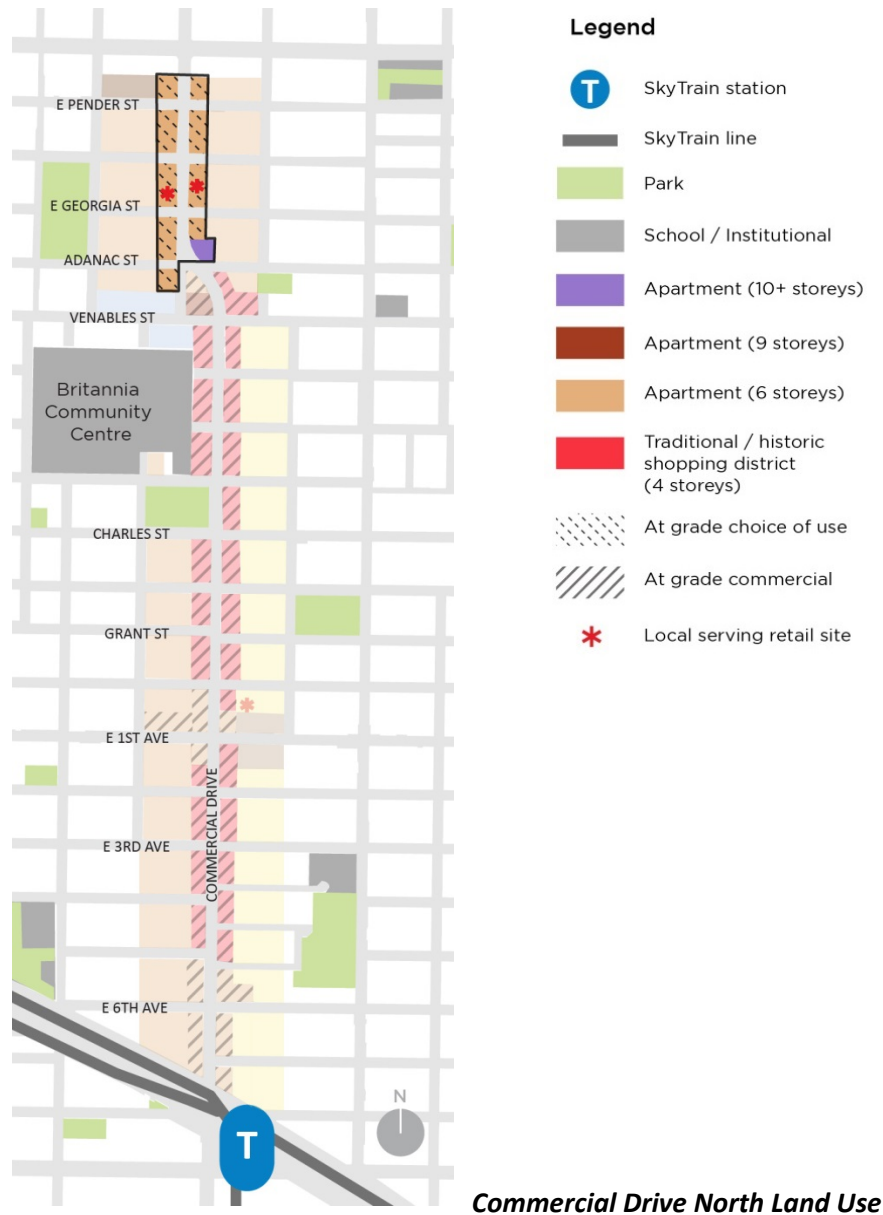 E PENDER ST
E GEORGIA ST
ADANAC ST
VENABLES ST
Britannia
Community
Centre
CHARLES ST
GRANT ST
E 1ST AVE
COMMERCIAL DRIVE
E 3RD AVE
E 6TH AVE
N
T
Legend
T
SkyTrain station
SkyTrain line
Park
School / Institutional
Apartment (10+ storeys)
Apartment (9 storeys)
Apartment (6 storeys)
Traditional / historic
shopping district
(4 storeys)
At grade choice of use
At grade commercial
Local serving retail site
Commercial Drive North Land Use